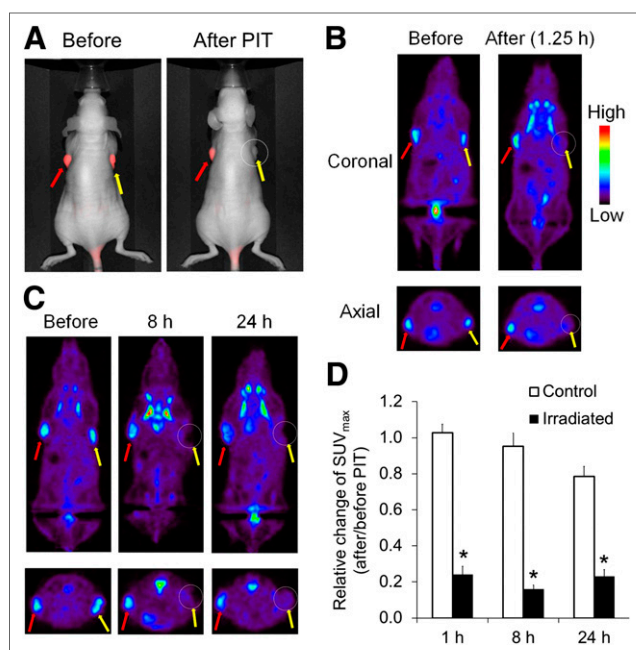 A
Before
After PIT
B
Before
After (1.25 h)
Coronal
High
Low
Axial
C
Before
8 h
24 h
D
Control
Irradiated
Relative change of SUVmax
(after/before PIT)
1.2
1.0
0.8
0.6
0.4
0.2
0.0
*
*
*
1 h
8 h
24 h